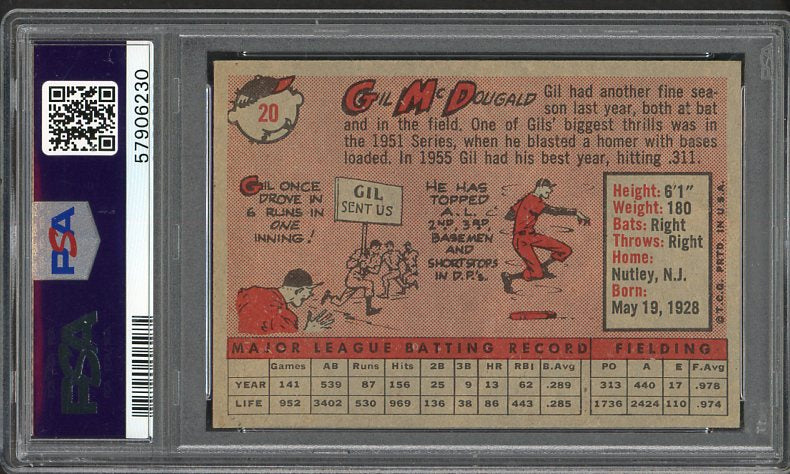 57906230
PSA
PSA
20
Gil McDougald
Gil had another fine sea-
son last year, both at bat
and in the field. One of Gils' biggest thrills was in
the 1951 Series, when he blasted a homer with bases
loaded. In 1955 Gil had his best year, hitting .311.
GIL ONCE
DROVE IN
6 RUNS IN
ONE
INNING!
GIL
SENT US
HE HAS
TOPPED
A.L.
2ND, 3RD,
BASEMEN
AND
SHORTSTOPS
IN D.P.'s.
Height: 6'1"
Weight: 180
Bats: Right
Throws: Right
Home:
Nutley, N.J.
Born:
May 19, 1928
©T.C.G. PRTD. IN U.S.A.
MAJOR LEAGUE BATTING RECORD FIELDING
Games AB Runs Hits 2B 3B HR RBI B.Avg PO A E F.Avg
YEAR 141 539 87 156 25 9 13 62 .289 313 440 17 .978
LIFE 952 3402 530 969 136 38 86 443 .285 1736 2424 110 .974